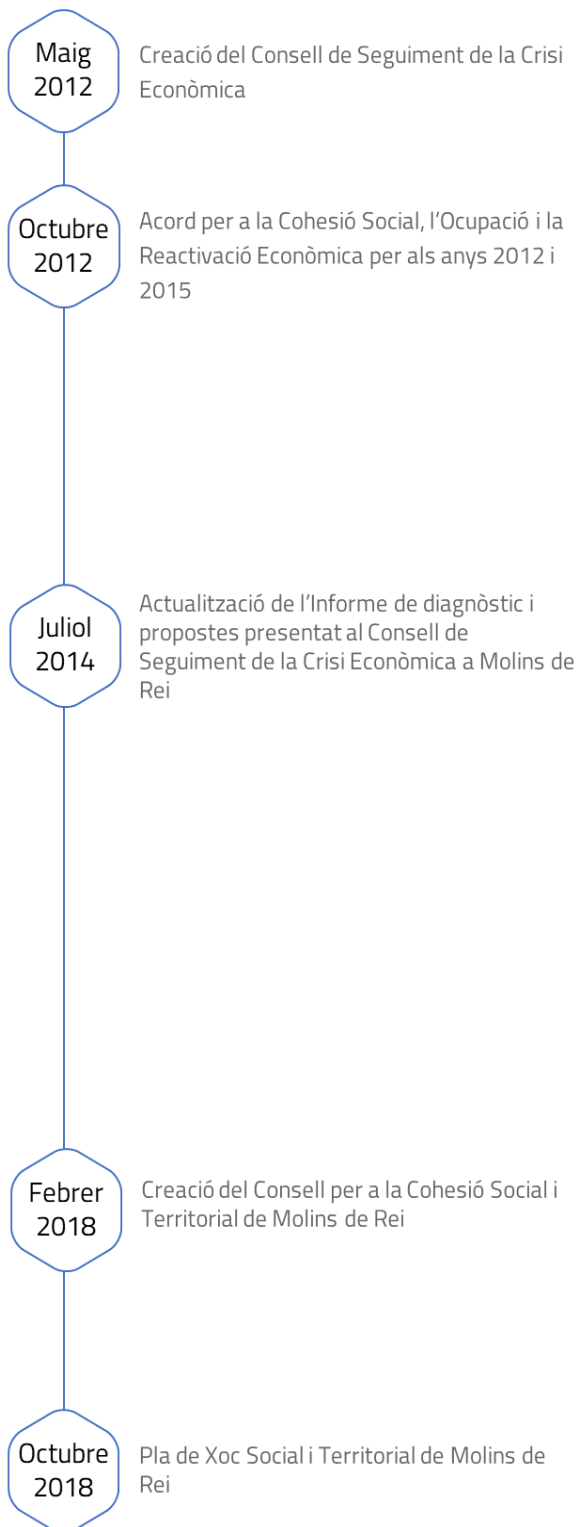 Maig
2012
Creació del Consell de Seguiment de la Crisi
Econòmica
Octubre
2012
Acord per a la Cohesió Social, l'Ocupació i la
Reactivació Econòmica per als anys 2012 i
2015
Juliol
2014
Actualització de l'Informe de diagnòstic i
propostes presentat al Consell de
Seguiment de la Crisi Econòmica a Molins de
Rei
Febrer
2018
Creació del Consell per a la Cohesió Social i
Territorial de Molins de Rei
Octubre
2018
Pla de Xoc Social i Territorial de Molins de
Rei